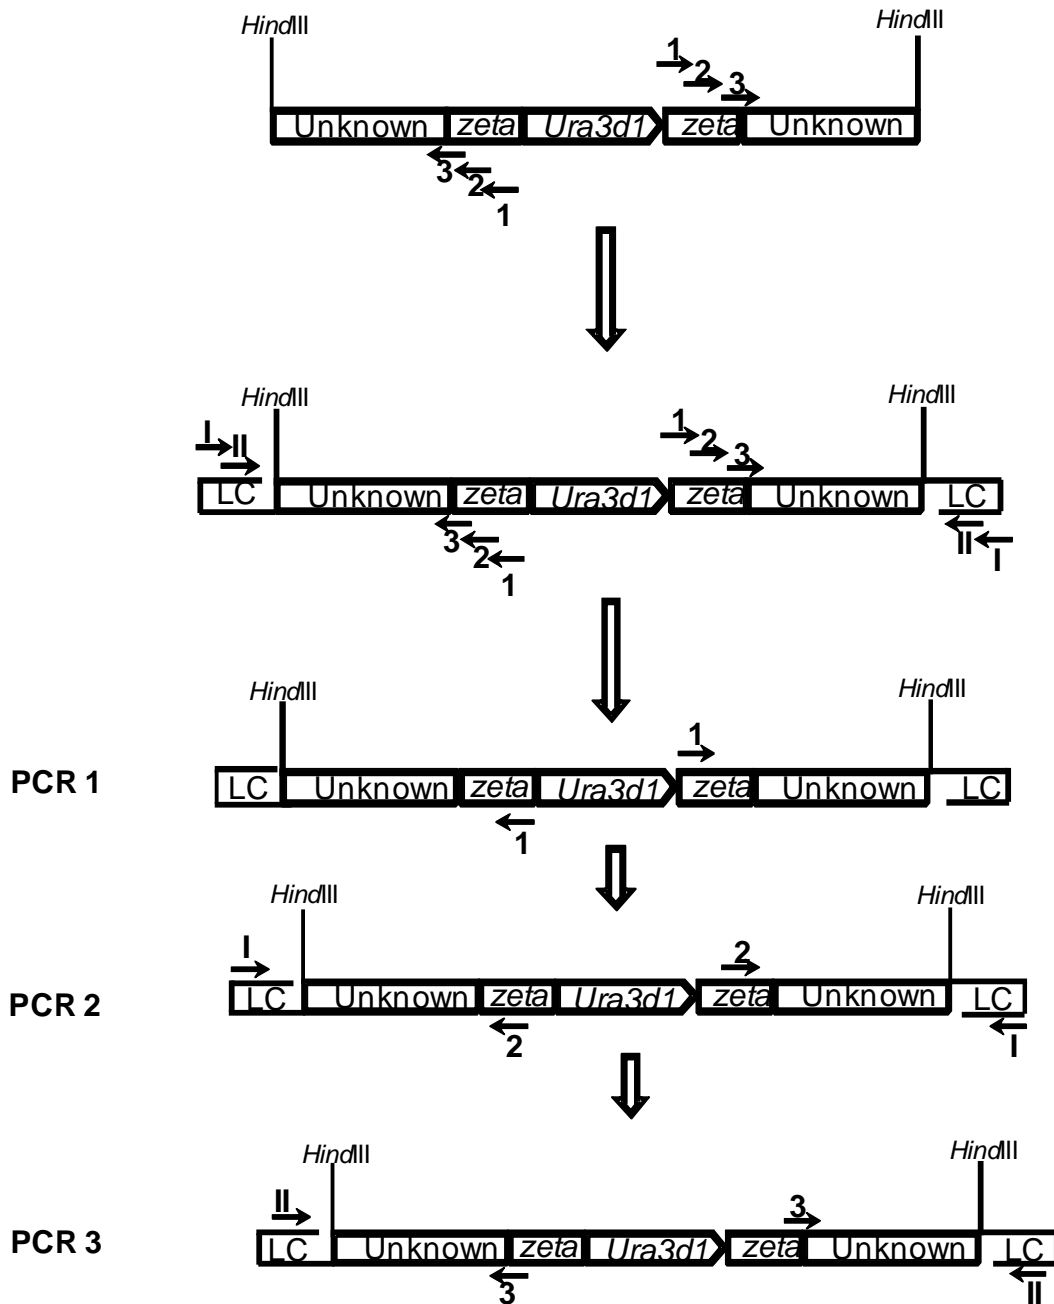 HindIII HindIII
1
2
3
Unknown zeta Ura3d1 zeta Unknown
3
2
1
HindIII HindIII
I
II
1
2
3
LC Unknown zeta Ura3d1 zeta Unknown LC
3
2
1
II
I
HindIII HindIII
1
PCR 1 LC Unknown zeta Ura3d1 zeta Unknown LC
1
HindIII HindIII
I 2
PCR 2 LC Unknown zeta Ura3d1 zeta Unknown LC
2 I
HindIII HindIII
II 3
PCR 3 LC Unknown zeta Ura3d1 zeta Unknown LC
3 II